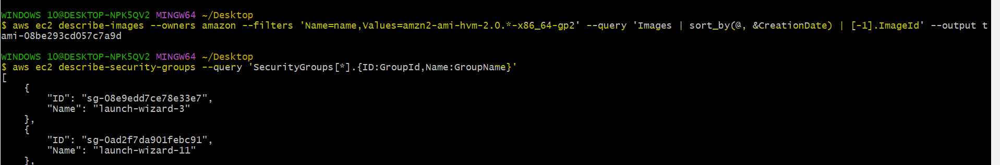 WINDOWS 10@DESKTOP-NPK5QV2 MINGW64 ~/Desktop
$ aws ec2 describe-images --owners amazon --filters 'Name=name,Values=amzn2-ami-hvm-2.0.*-x86_64-gp2' --query 'Images | sort_by(@, &CreationDate) | [-1].ImageId' --output t
ami-08be293cd057c7a9d
WINDOWS 10@DESKTOP-NPK5QV2 MINGW64 ~/Desktop
$ aws ec2 describe-security-groups --query 'SecurityGroups[*].{ID:GroupId,Name:GroupName}'
[
    {
        "ID": "sg-08e9edd7ce78e33e7",
        "Name": "launch-wizard-3"
    },
    {
        "ID": "sg-0ad2f7da901febc91",
        "Name": "launch-wizard-11"
    },